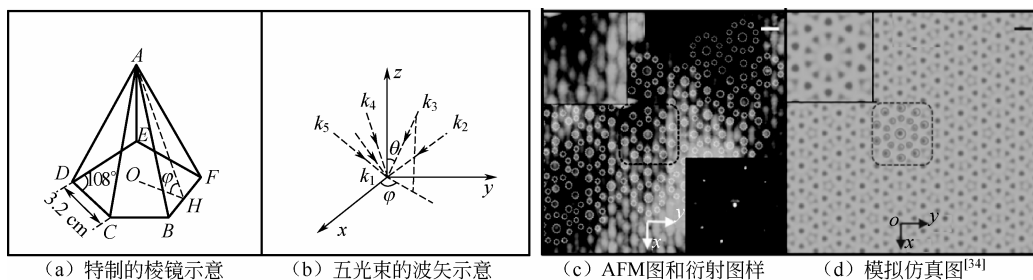 A
E
D
108°
O
φ
F
H
3.2 cm
C
B
（a）特制的棱镜示意
z
k4
k3
k5
k2
θ
k1
φ
y
x
（b）五光束的波矢示意
y
x
（c）AFM图和衍射图样
o
y
x
（d）模拟仿真图[34]